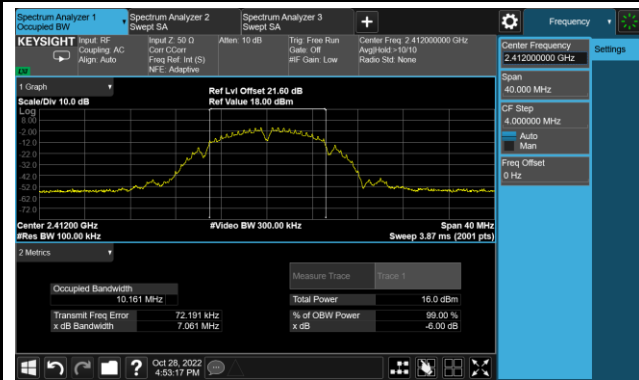 Spectrum Analyzer 1
Occupied BW
Spectrum Analyzer 2
Swept SA
Spectrum Analyzer 3
Swept SA
+
Frequency
KEYSIGHT
Input: RF
Coupling: AC
Align: Auto
Input Z: 50 Ω
Corr CCorr
Freq Ref: Int (S)
NFE: Adaptive
Atten: 10 dB
Trig: Free Run
Gate: Off
#IF Gain: Low
Center Freq: 2.412000000 GHz
Avg|Hold:>10/10
Radio Std: None
LXI
Center Frequency
2.412000000 GHz
Settings
Span
40.000 MHz
CF Step
4.000000 MHz
Auto
Man
Freq Offset
0 Hz
1 Graph
Scale/Div 10.0 dB
Ref Lvl Offset 21.60 dB
Ref Value 18.00 dBm
Log
8.00
-2.00
-12.0
-22.0
-32.0
-42.0
-52.0
-62.0
-72.0
Center 2.41200 GHz
#Res BW 100.00 kHz
#Video BW 300.00 kHz
Span 40 MHz
Sweep 3.87 ms (2001 pts)
2 Metrics
Measure Trace
Trace 1
Occupied Bandwidth
10.161 MHz
Total Power
16.0 dBm
Transmit Freq Error
72.191 kHz
% of OBW Power
99.00 %
x dB Bandwidth
7.061 MHz
x dB
-6.00 dB
?
Oct 28, 2022
4:53:17 PM